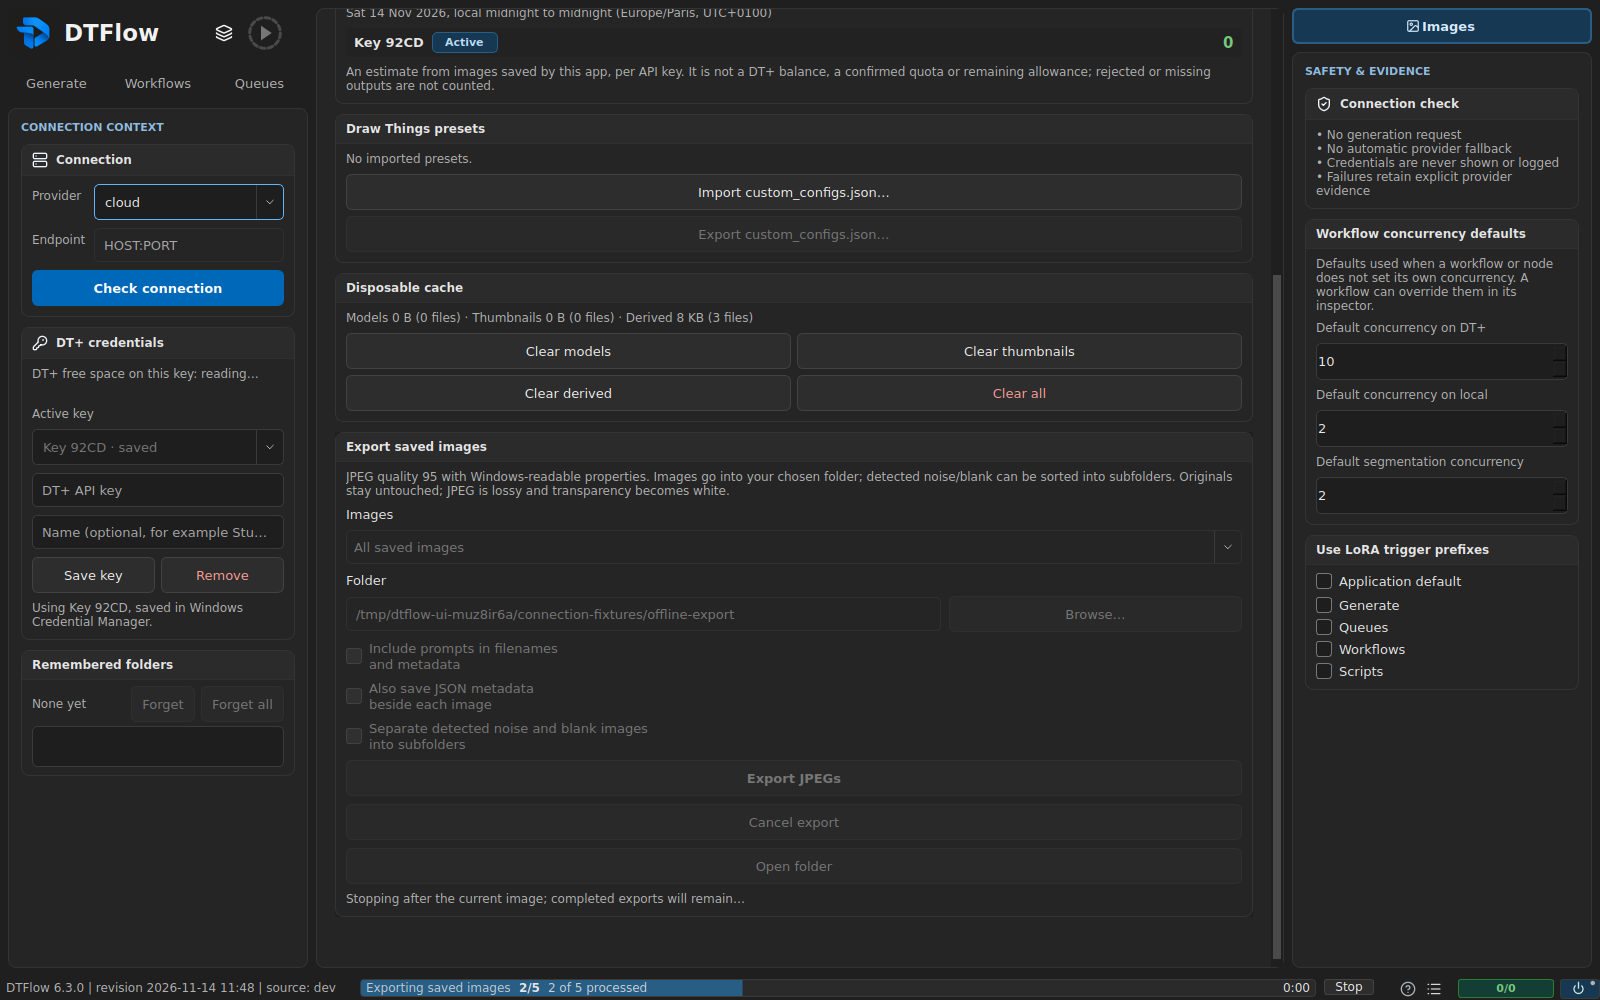 DTFlow
Generate Workflows Queues
CONNECTION CONTEXT
Connection
Provider cloud
Endpoint HOST:PORT
Check connection
DT+ credentials
DT+ free space on this key: reading...
Active key
Key 92CD · saved
DT+ API key
Name (optional, for example Stu...
Save key Remove
Using Key 92CD, saved in Windows
Credential Manager.
Remembered folders
None yet Forget Forget all
Sat 14 Nov 2026, local midnight to midnight (Europe/Paris, UTC+0100)
Key 92CD Active 0
An estimate from images saved by this app, per API key. It is not a DT+ balance, a confirmed quota or remaining allowance; rejected or missing
outputs are not counted.
Draw Things presets
No imported presets.
Import custom_configs.json...
Export custom_configs.json...
Disposable cache
Models 0 B (0 files) · Thumbnails 0 B (0 files) · Derived 8 KB (3 files)
Clear models Clear thumbnails
Clear derived Clear all
Export saved images
JPEG quality 95 with Windows-readable properties. Images go into your chosen folder; detected noise/blank can be sorted into subfolders. Originals
stay untouched; JPEG is lossy and transparency becomes white.
Images
All saved images
Folder
/tmp/dtflow-ui-muz8ir6a/connection-fixtures/offline-export Browse...
Include prompts in filenames
and metadata
Also save JSON metadata
beside each image
Separate detected noise and blank images
into subfolders
Export JPEGs
Cancel export
Open folder
Stopping after the current image; completed exports will remain...
Images
SAFETY & EVIDENCE
Connection check
• No generation request
• No automatic provider fallback
• Credentials are never shown or logged
• Failures retain explicit provider
evidence
Workflow concurrency defaults
Defaults used when a workflow or node
does not set its own concurrency. A
workflow can override them in its
inspector.
Default concurrency on DT+
10
Default concurrency on local
2
Default segmentation concurrency
2
Use LoRA trigger prefixes
Application default
Generate
Queues
Workflows
Scripts
DTFlow 6.3.0 | revision 2026-11-14 11:48 | source: dev
Exporting saved images 2/5 2 of 5 processed 0:00 Stop
0/0